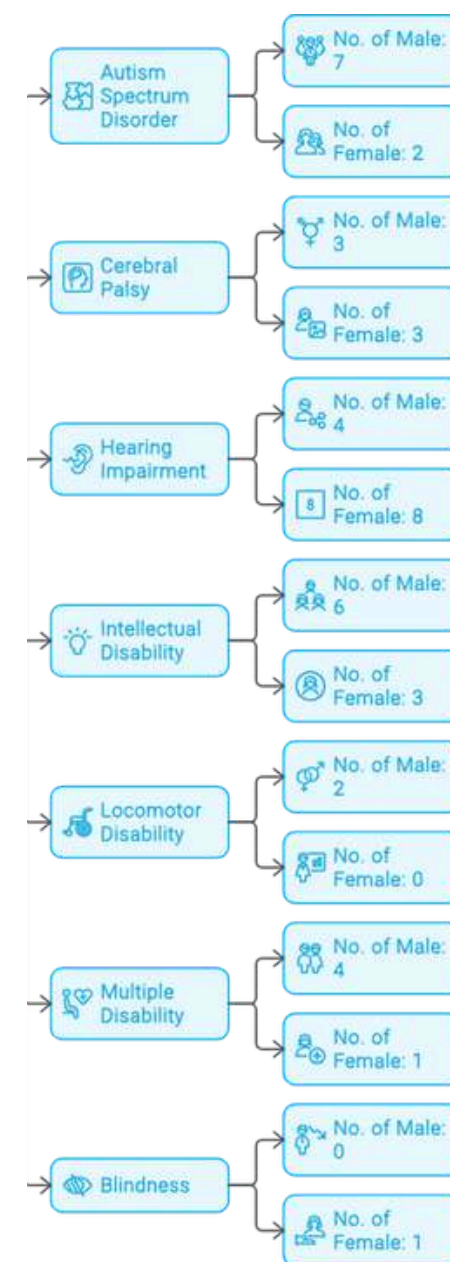 Autism
Spectrum
Disorder
No. of Male:
7
No. of
Female: 2
Cerebral
Palsy
No. of Male:
3
No. of
Female: 3
Hearing
Impairment
No. of Male:
4
8
No. of
Female: 8
Intellectual
Disability
No. of Male:
6
No. of
Female: 3
Locomotor
Disability
No. of Male:
2
No. of
Female: 0
Multiple
Disability
No. of Male:
4
No. of
Female: 1
Blindness
No. of Male:
0
No. of
Female: 1